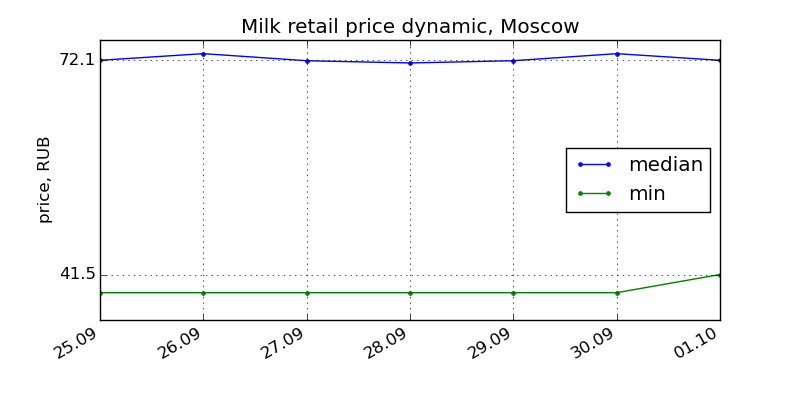 Milk retail price dynamic, Moscow
72.1
41.5
price, RUB
median
min
25.09
26.09
27.09
28.09
29.09
30.09
01.10